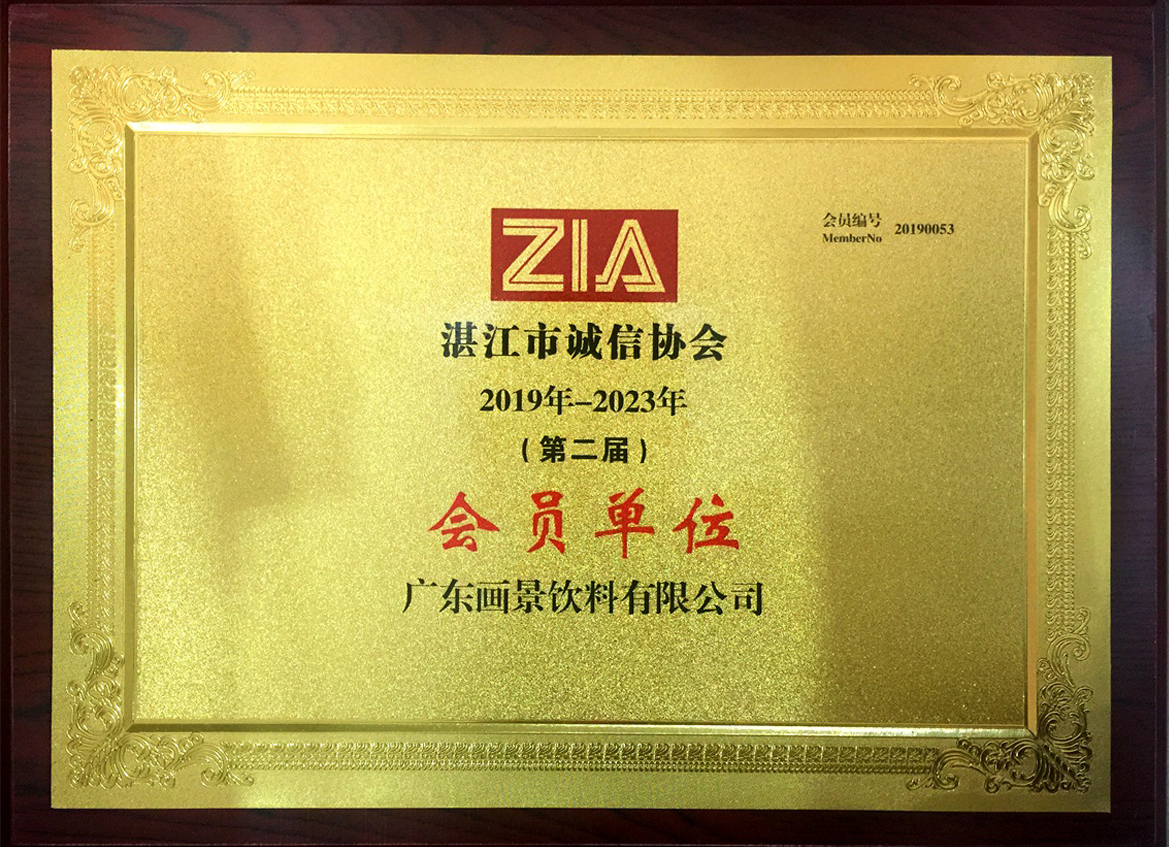 ZIA
会员编号
MemberNo
20190053
湛江市诚信协会
2019年-2023年
(第二届)
会员单位
广东画景饮料有限公司